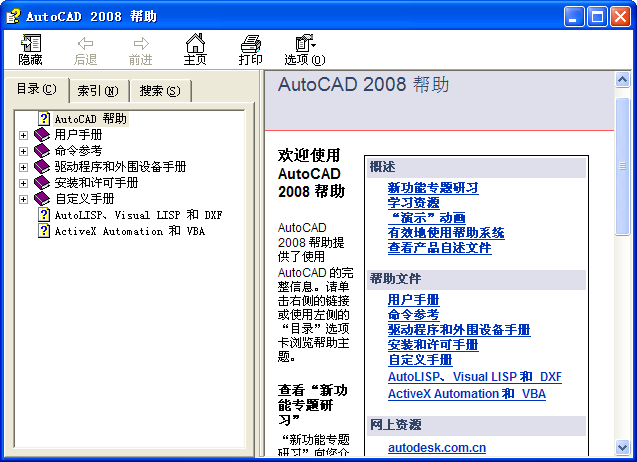 AutoCAD 2008 帮助
隐藏 后退 前进 主页 打印 选项(O)
目录(C) 索引(N) 搜索(S)
AutoCAD 帮助
用户手册
命令参考
驱动程序和外围设备手册
安装和许可手册
自定义手册
AutoLISP、Visual LISP 和 DXF
ActiveX Automation 和 VBA
AutoCAD 2008 帮助
欢迎使用
AutoCAD
2008 帮助
AutoCAD
2008 帮助提
供了使用
AutoCAD 的完
整信息。请单
击右侧的链接
或使用左侧的
“目录”选项
卡浏览帮助主
题。
查看“新功
能专题研
习”
“新功能专题
研习”向您介
概述
新功能专题研习
学习资源
“演示”动画
有效地使用帮助系统
查看产品自述文件
帮助文件
用户手册
命令参考
驱动程序和外围设备手册
安装和许可手册
自定义手册
AutoLISP、Visual LISP 和 DXF
ActiveX Automation 和 VBA
网上资源
autodesk.com.cn